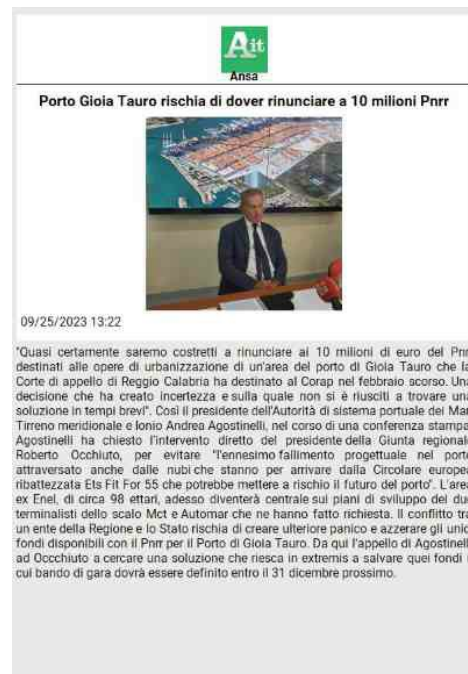 Ait
Ansa
Porto Gioia Tauro rischia di dover rinunciare a 10 milioni Pnrr
09/25/2023 13:22
"Quasi certamente saremo costretti a rinunciare ai 10 milioni di euro del Pnr
destinati alle opere di urbanizzazione di un'area del porto di Gioia Tauro che la
Corte di appello di Reggio Calabria ha destinato al Corap nel febbraio scorso. Una
decisione che ha creato incertezza e sulla quale non si è riusciti a trovare una
soluzione in tempi brevi". Così il presidente dell'Autorità di sistema portuale dei Mar
Tirreno meridionale e Ionio Andrea Agostinelli, nel corso di una conferenza stampa.
Agostinelli ha chiesto l'intervento diretto del presidente della Giunta regionale
Roberto Occhiuto, per evitare "l'ennesimo fallimento progettuale nel porto
attraversato anche dalle nubi che stanno per arrivare dalla Circolare europea
ribattezzata Ets Fit For 55 che potrebbe mettere a rischio il futuro del porto". L'area
ex Enel, di circa 98 ettari, adesso diventerà centrale sui piani di sviluppo dei due
terminalisti dello scalo Mct e Automar che ne hanno fatto richiesta. Il conflitto tra
un ente della Regione e lo Stato rischia di creare ulteriore panico e azzerare gli unic
fondi disponibili con il Pnrr per il Porto di Gioia Tauro. Da qui l'appello di Agostinell
ad Occchiuto a cercare una soluzione che riesca in extremis a salvare quei fondi i
cui bando di gara dovrà essere definito entro il 31 dicembre prossimo.